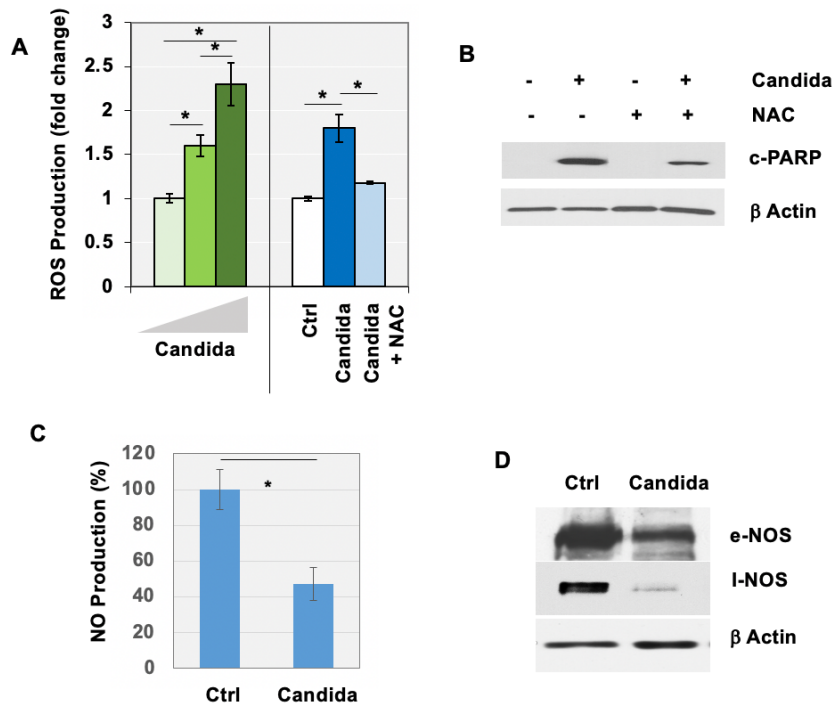 A
ROS Production (fold change)
3
2.5
2
1.5
1
0.5
0
* * *
* *
Candida
Ctrl
Candida
Candida
+ NAC
B
- + - + Candida
- - + + NAC
c-PARP
β Actin
C
NO Production (%)
120
100
80
60
40
20
0
*
Ctrl Candida
D
Ctrl Candida
e-NOS
I-NOS
β Actin